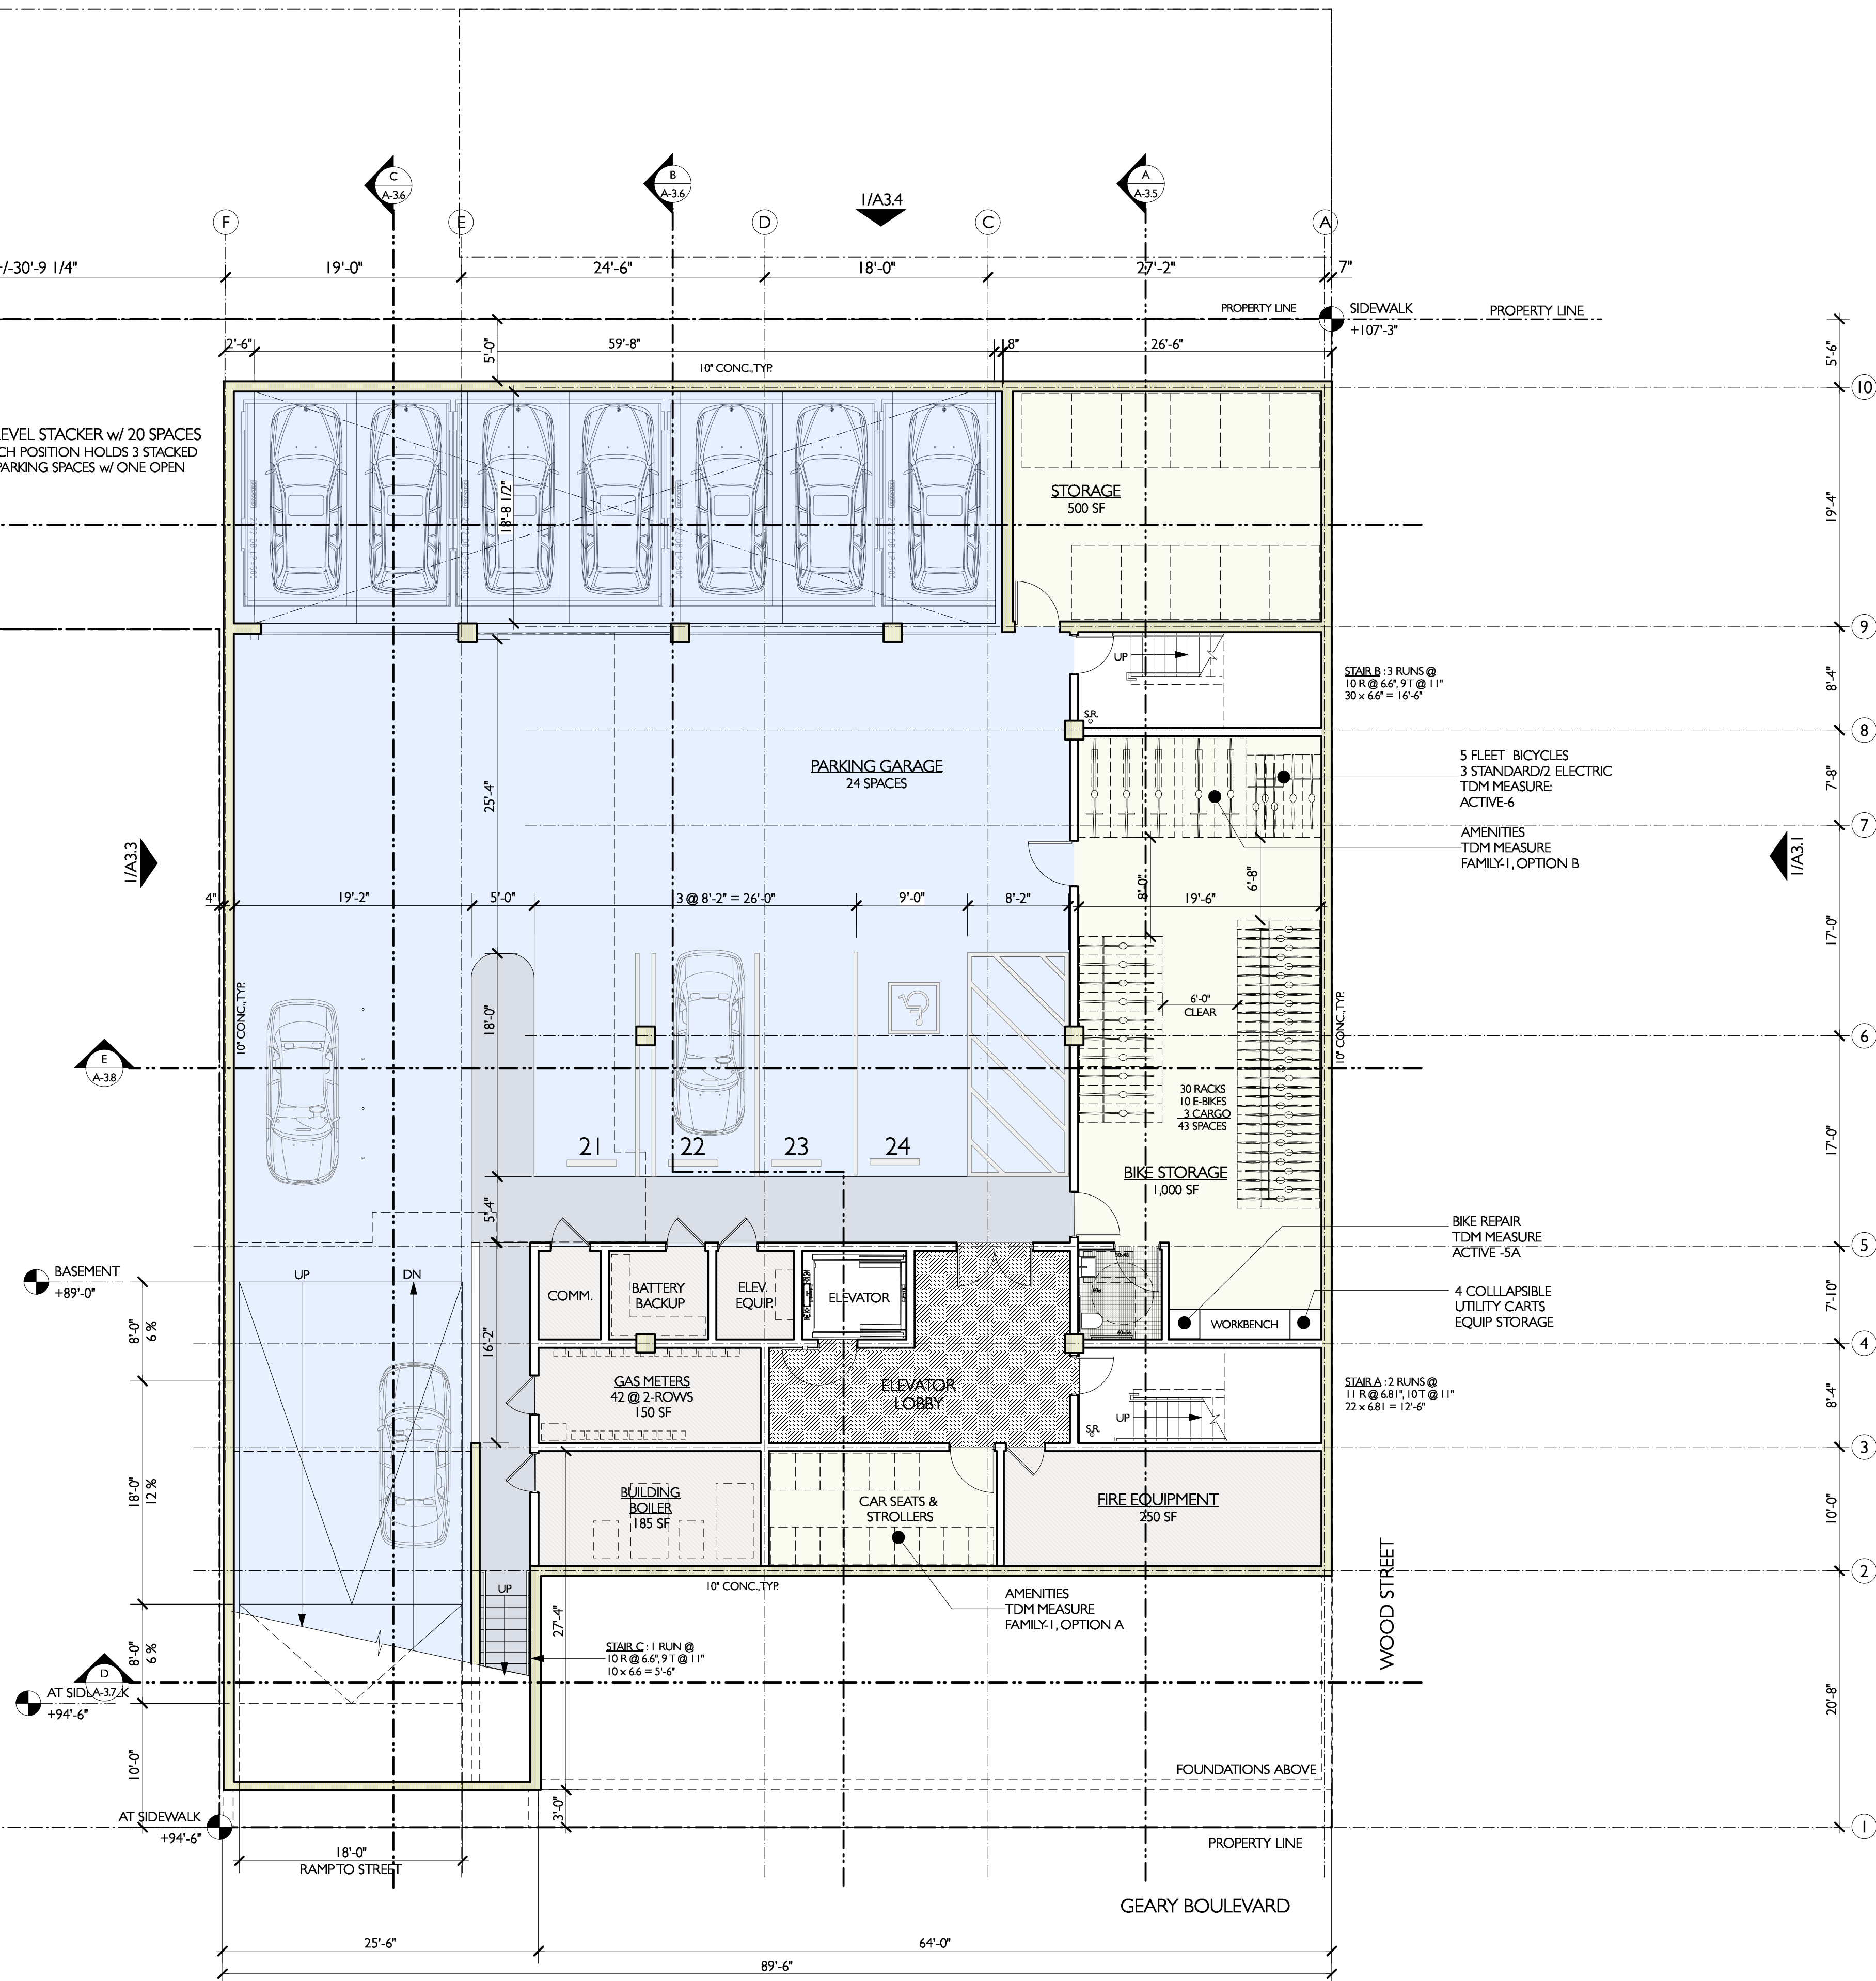 C
A-3.6
B
A-3.6
A
A-3.5
1/A3.4
F
E
D
C
A
+/-30'-9 1/4"
19'-0"
24'-6"
18'-0"
27'-2"
7"
PROPERTY LINE
SIDEWALK
+107'-3"
PROPERTY LINE
2'-6"
5'-0"
59'-8"
8"
26'-6"
5'-6"
10" CONC., TYP.
10
LEVEL STACKER w/ 20 SPACES
CH POSITION HOLDS 3 STACKED
PARKING SPACES w/ ONE OPEN
18'-8 1/2"
STORAGE
500 SF
19'-4"
9
UP
S.R.
STAIR B : 3 RUNS @
10 R @ 6.6", 9 T @ 11"
30 x 6.6" = 16'-6"
8'-4"
8
PARKING GARAGE
24 SPACES
25'-4"
5 FLEET BICYCLES
3 STANDARD/2 ELECTRIC
TDM MEASURE:
ACTIVE-6
7'-8"
7
AMENITIES
TDM MEASURE
FAMILY-1, OPTION B
1/A3.3
1/A3.1
4"
19'-2"
5'-0"
3 @ 8'-2" = 26'-0"
9'-0"
8'-2"
8'-0"
19'-6"
6'-8"
17'-0"
10" CONC., TYP.
18'-0"
6'-0"
CLEAR
10" CONC., TYP.
6
E
A-3.8
30 RACKS
10 E-BIKES
3 CARGO
43 SPACES
21
22
23
24
17'-0"
BIKE STORAGE
1,000 SF
5'-4"
BIKE REPAIR
TDM MEASURE
ACTIVE -5A
5
BASEMENT
+89'-0"
UP
DN
COMM.
BATTERY
BACKUP
ELEV.
EQUIP.
ELEVATOR
WORKBENCH
4 COLLLAPSIBLE
UTILITY CARTS
EQUIP STORAGE
7'-10"
8'-0"
6 %
16'-2"
4
GAS METERS
42 @ 2-ROWS
150 SF
ELEVATOR
LOBBY
UP
S.R.
STAIR A : 2 RUNS @
11 R @ 6.81", 10 T @ 11"
22 x 6.81 = 12'-6"
8'-4"
3
18'-0"
12 %
BUILDING
BOILER
185 SF
CAR SEATS &
STROLLERS
FIRE EQUIPMENT
250 SF
10'-0"
2
UP
10" CONC., TYP.
AMENITIES
TDM MEASURE
FAMILY-1, OPTION A
WOOD STREET
27'-4"
8'-0"
6 %
STAIR C : 1 RUN @
10 R @ 6.6", 9 T @ 11"
10 x 6.6 = 5'-6"
D
A-3.7
AT SIDEWALK
+94'-6"
20'-8"
10'-0"
FOUNDATIONS ABOVE
3'-0"
AT SIDEWALK
+94'-6"
1
PROPERTY LINE
18'-0"
RAMP TO STREET
GEARY BOULEVARD
25'-6"
64'-0"
89'-6"